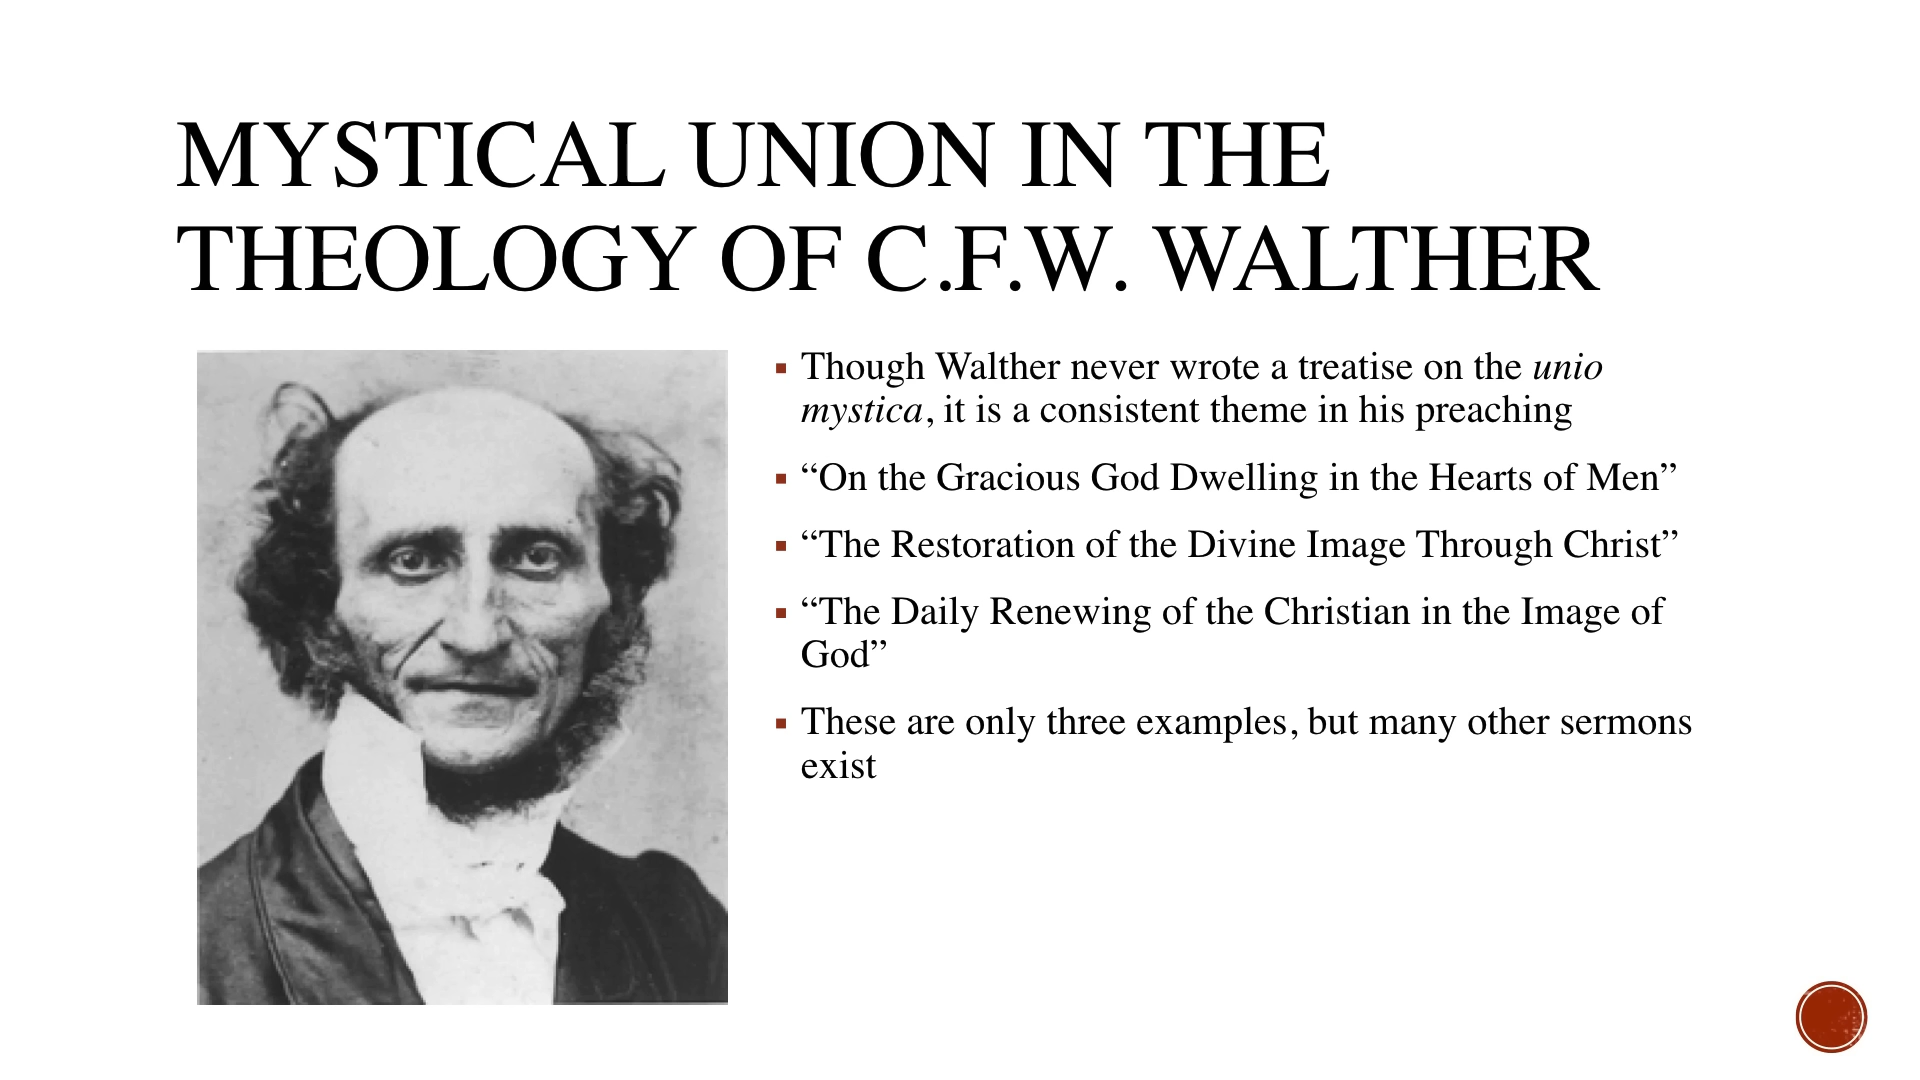 MYSTICAL UNION IN THE
THEOLOGY OF C.F.W. WALTHER
▪ Though Walther never wrote a treatise on the unio
mystica, it is a consistent theme in his preaching
▪ “On the Gracious God Dwelling in the Hearts of Men”
▪ “The Restoration of the Divine Image Through Christ”
▪ “The Daily Renewing of the Christian in the Image of
God”
▪ These are only three examples, but many other sermons
exist